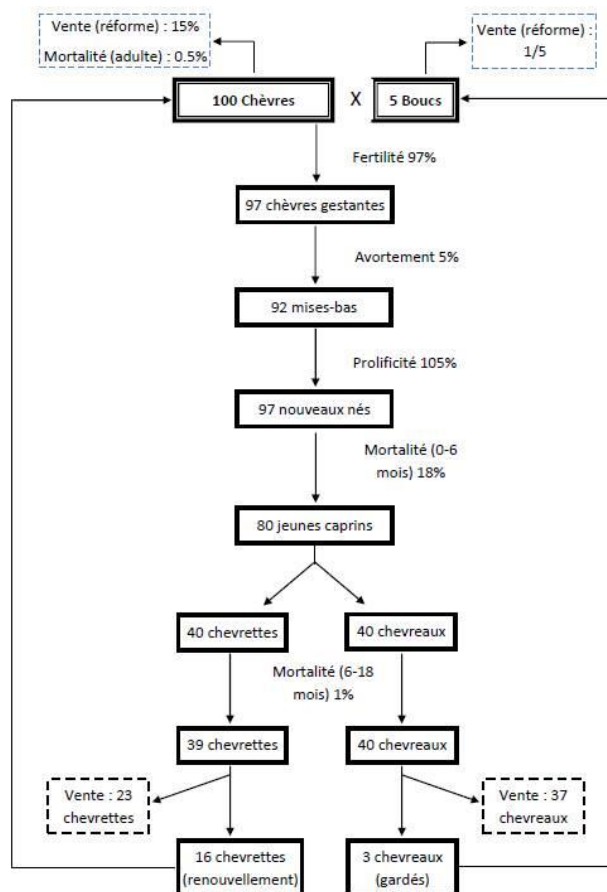 Vente (réforme) : 15%
Mortalité (adulte) : 0.5%
Vente (réforme) :
1/5
100 Chèvres
X
5 Boucs
Fertilité 97%
97 chèvres gestantes
Avortement 5%
92 mises-bas
Prolificité 105%
97 nouveaux nés
Mortalité (0-6
mois) 18%
80 jeunes caprins
40 chevrettes
40 chevreaux
Mortalité (6-18
mois) 1%
39 chevrettes
40 chevreaux
Vente : 23
chevrettes
Vente : 37
chevreaux
16 chevrettes
(renouvellement)
3 chevreaux
(gardés)